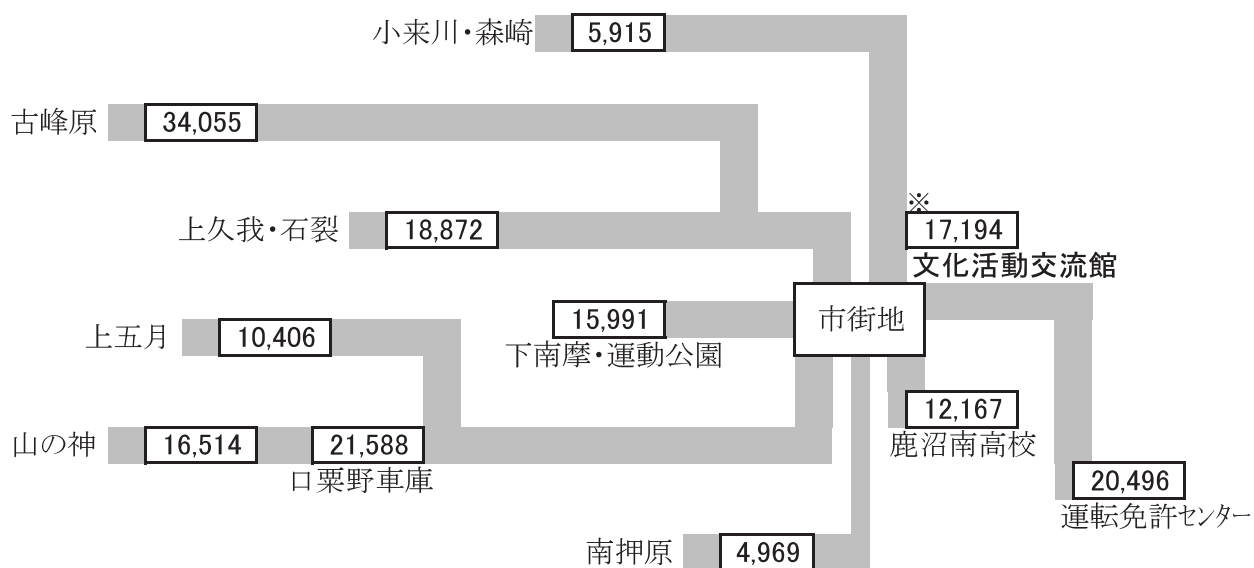 小来川・森崎 5,915
古峰原 34,055
※
上久我・石裂 18,872
17,194
文化活動交流館
市街地
15,991
下南摩・運動公園
上五月 10,406
12,167
鹿沼南高校
山の神 16,514 21,588
口粟野車庫
20,496
運転免許センター
南押原 4,969